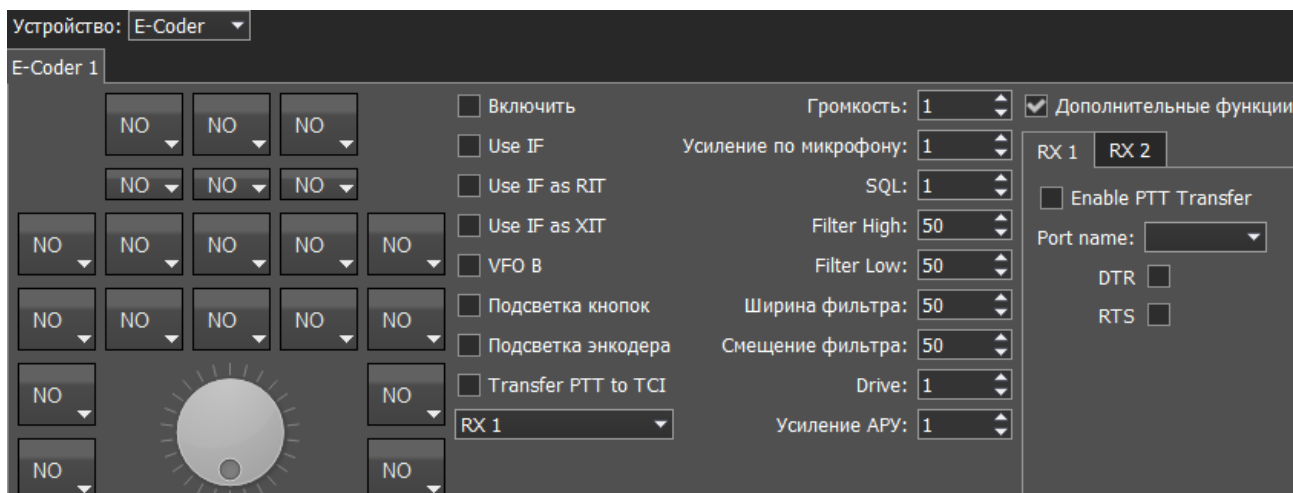 Устройство: E-Coder
E-Coder 1
NO NO NO
NO NO NO
NO NO NO NO NO
NO NO NO NO NO
NO NO
NO NO
Включить
Use IF
Use IF as RIT
Use IF as XIT
VFO B
Подсветка кнопок
Подсветка энкодера
Transfer PTT to TCI
RX 1
Громкость: 1
Усиление по микрофону: 1
SQL: 1
Filter High: 50
Filter Low: 50
Ширина фильтра: 50
Смещение фильтра: 50
Drive: 1
Усиление АРУ: 1
Дополнительные функции
RX 1 RX 2
Enable PTT Transfer
Port name:
DTR
RTS